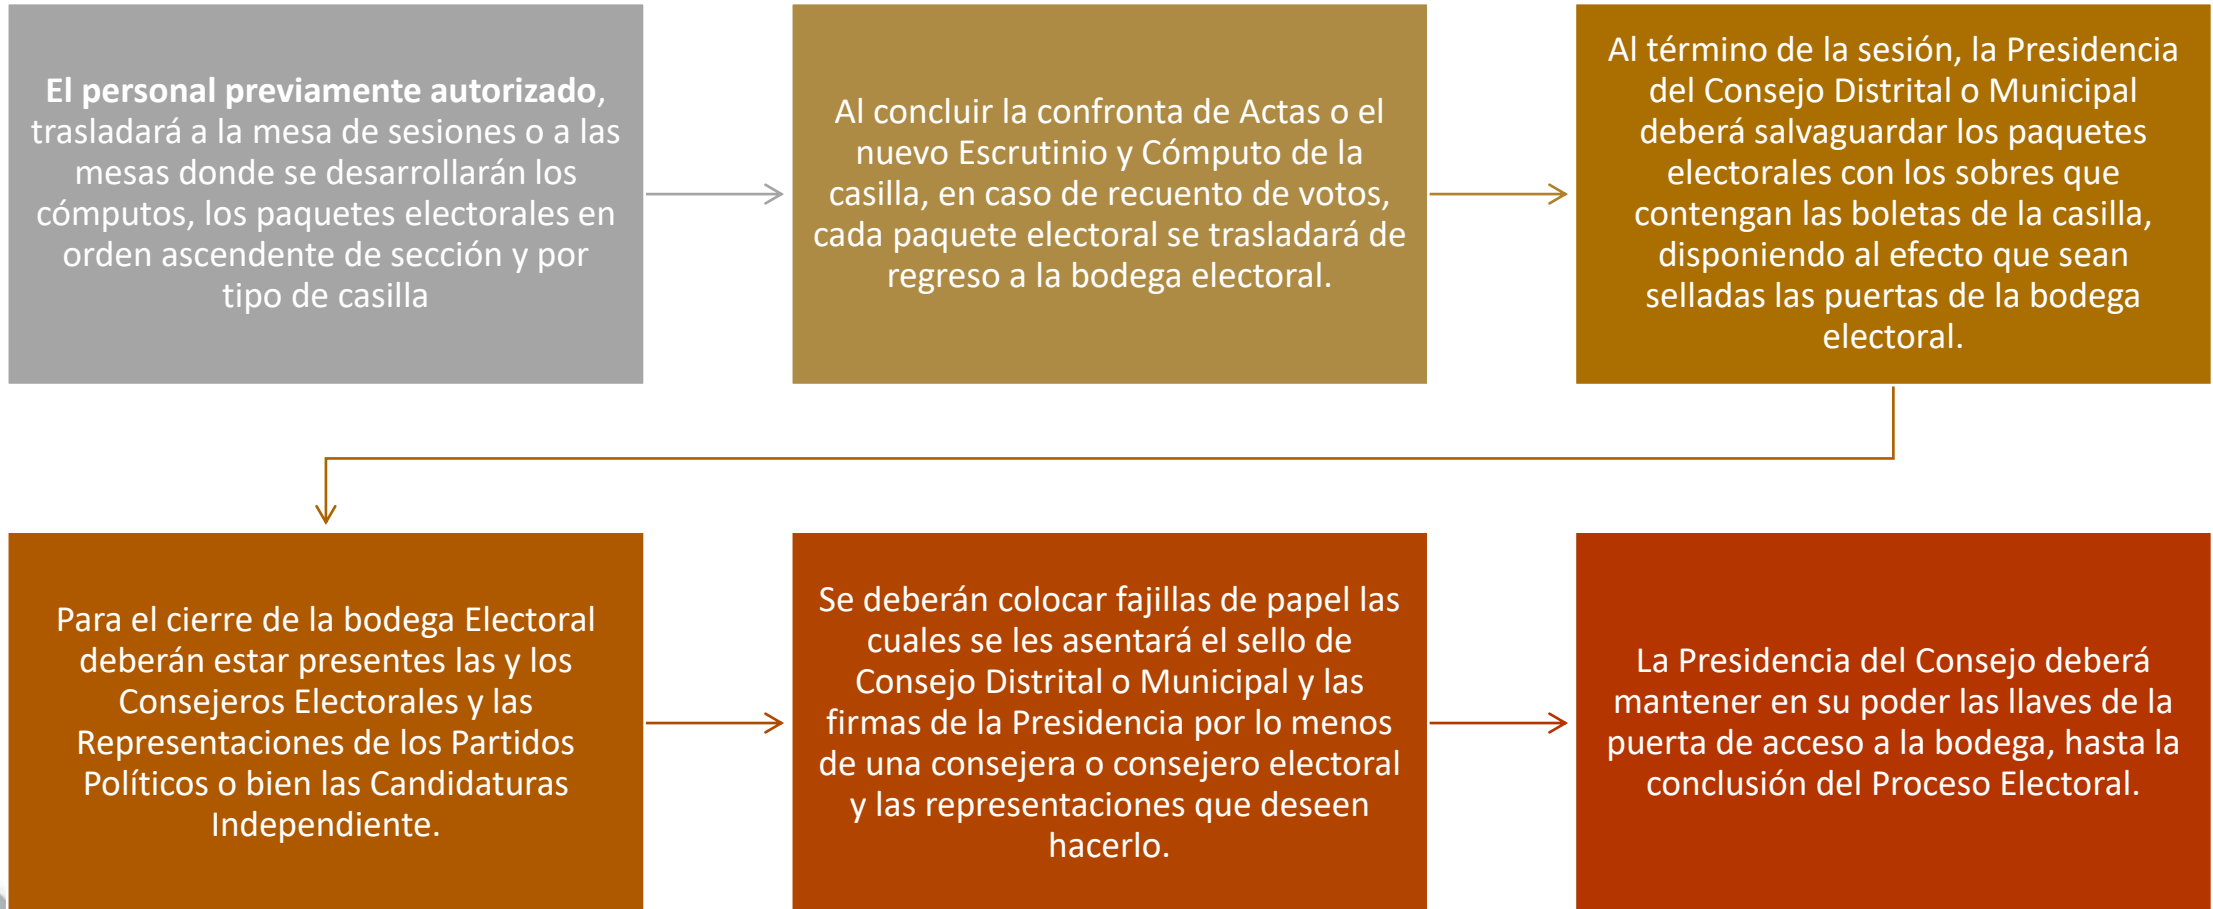 El personal previamente autorizado,
trasladará a la mesa de sesiones o a las
mesas donde se desarrollarán los
cómputos, los paquetes electorales en
orden ascendente de sección y por
tipo de casilla
Al concluir la confronta de Actas o el
nuevo Escrutinio y Cómputo de la
casilla, en caso de recuento de votos,
cada paquete electoral se trasladará de
regreso a la bodega electoral.
Al término de la sesión, la Presidencia
del Consejo Distrital o Municipal
deberá salvaguardar los paquetes
electorales con los sobres que
contengan las boletas de la casilla,
disponiendo al efecto que sean
selladas las puertas de la bodega
electoral.
Para el cierre de la bodega Electoral
deberán estar presentes las y los
Consejeros Electorales y las
Representaciones de los Partidos
Políticos o bien las Candidaturas
Independiente.
Se deberán colocar fajillas de papel las
cuales se les asentará el sello de
Consejo Distrital o Municipal y las
firmas de la Presidencia por lo menos
de una consejera o consejero electoral
y las representaciones que deseen
hacerlo.
La Presidencia del Consejo deberá
mantener en su poder las llaves de la
puerta de acceso a la bodega, hasta la
conclusión del Proceso Electoral.